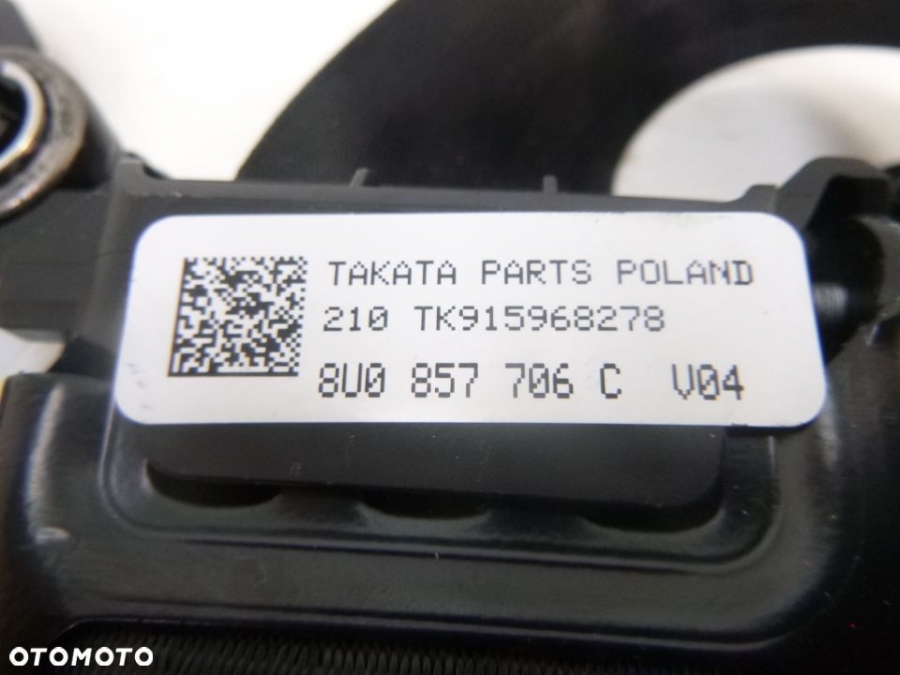 TAKATA PARTS POLAND
210 TK915968278
8U0 857 706 C V04
OTOMOTO